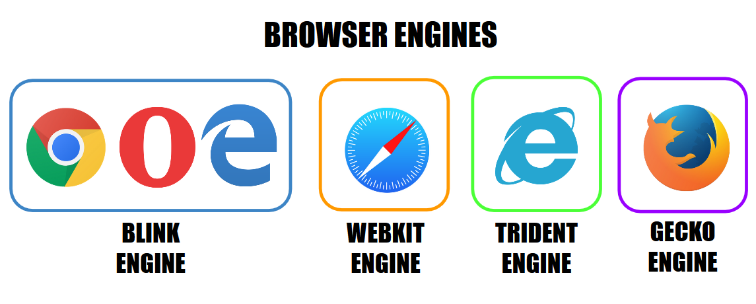 BROWSER ENGINES
BLINK
ENGINE
WEBKIT
ENGINE
TRIDENT
ENGINE
GECKO
ENGINE